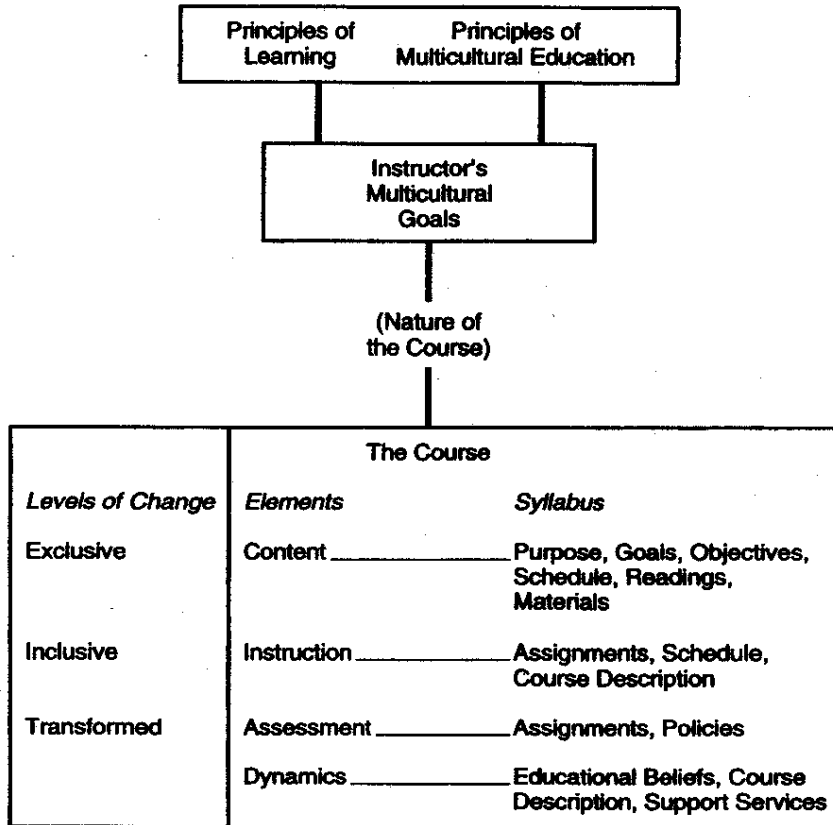 Principles of Learning
Principles of Multicultural Education
Instructor's
Multicultural
Goals
(Nature of
the Course)
The Course
Levels of Change
Elements
Syllabus
Exclusive
Content
Purpose, Goals, Objectives,
Schedule, Readings,
Materials
Inclusive
Instruction
Assignments, Schedule,
Course Description
Transformed
Assessment
Assignments, Policies
Dynamics
Educational Beliefs, Course
Description, Support Services